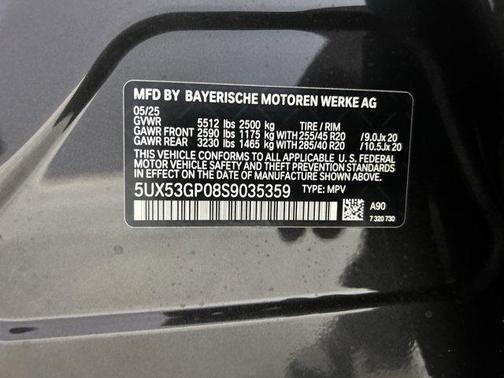 MFD BY BAYERISCHE MOTOREN WERKE AG
05/25
GVWR 5512 lbs 2500 kg TIRE / RIM
GAWR FRONT 2590 lbs 1175 kg 255/45 R20 /9.0Jx 20
GAWR REAR 3230 lbs 1465 kg 285/40 R20 /10.5Jx 20
THIS VEHICLE CONFORMS TO ALL APPLICABLE U.S. FEDERAL MOTOR
VEHICLE SAFETY AND THEFT PREVENTION STANDARDS IN EFFECT ON
THE DATE OF MANUFACTURE SHOWN ABOVE.
5UX53GP08S9035359 TYPE: MPV
A90
7 320 730